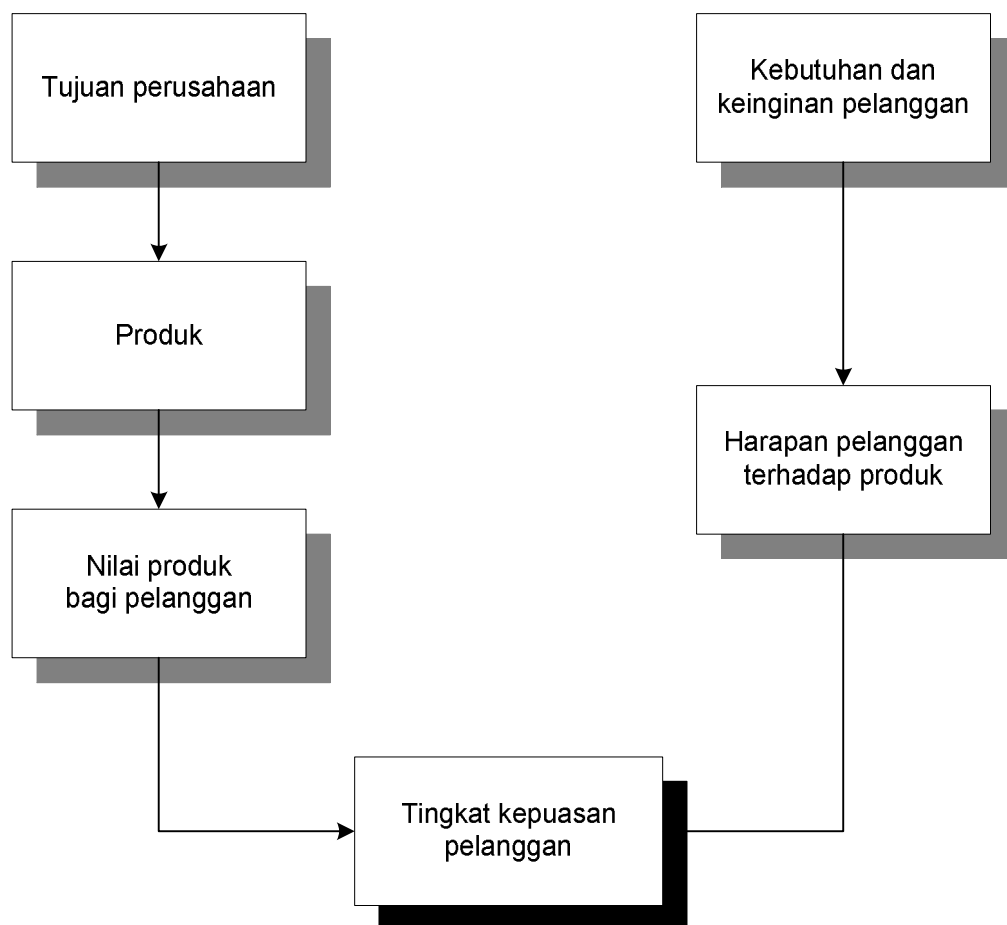 Tujuan perusahaan
Kebutuhan dan
keinginan pelanggan
Produk
Harapan pelanggan
terhadap produk
Nilai produk
bagi pelanggan
Tingkat kepuasan
pelanggan